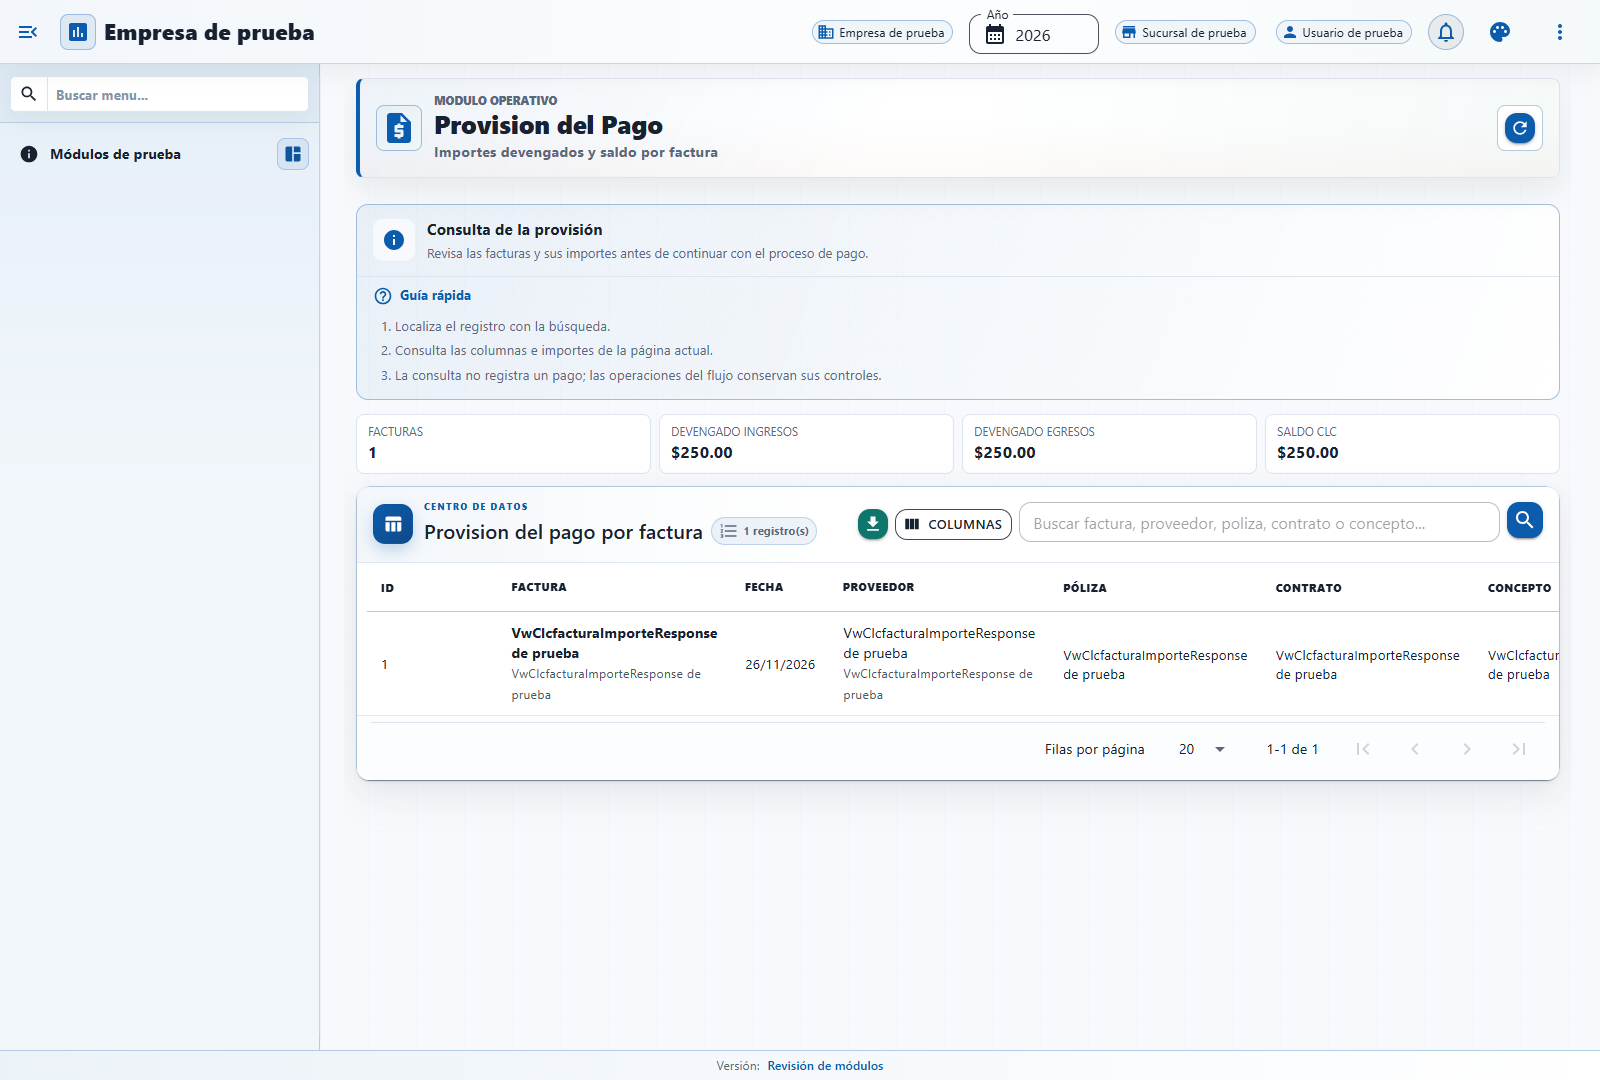 Empresa de prueba
Empresa de prueba
Año
2026
Sucursal de prueba
Usuario de prueba
Buscar menu...
Módulos de prueba
MODULO OPERATIVO
Provision del Pago
Importes devengados y saldo por factura
Consulta de la provisión
Revisa las facturas y sus importes antes de continuar con el proceso de pago.
Guía rápida
1. Localiza el registro con la búsqueda.
2. Consulta las columnas e importes de la página actual.
3. La consulta no registra un pago; las operaciones del flujo conservan sus controles.
FACTURAS
1
DEVENGADO INGRESOS
$250.00
DEVENGADO EGRESOS
$250.00
SALDO CLC
$250.00
CENTRO DE DATOS
Provision del pago por factura
1 registro(s)
COLUMNAS
Buscar factura, proveedor, poliza, contrato o concepto...
ID FACTURA FECHA PROVEEDOR PÓLIZA CONTRATO CONCEPTO
1
VwClcfacturaImporteResponse
de prueba
VwClcfacturaImporteResponse de
prueba
26/11/2026
VwClcfacturaImporteResponse
de prueba
VwClcfacturaImporteResponse de
prueba
VwClcfacturaImporteResponse
de prueba
VwClcfacturaImporteResponse
de prueba
VwClcfactur
de prueba
Filas por página 20 1-1 de 1
Versión: Revisión de módulos